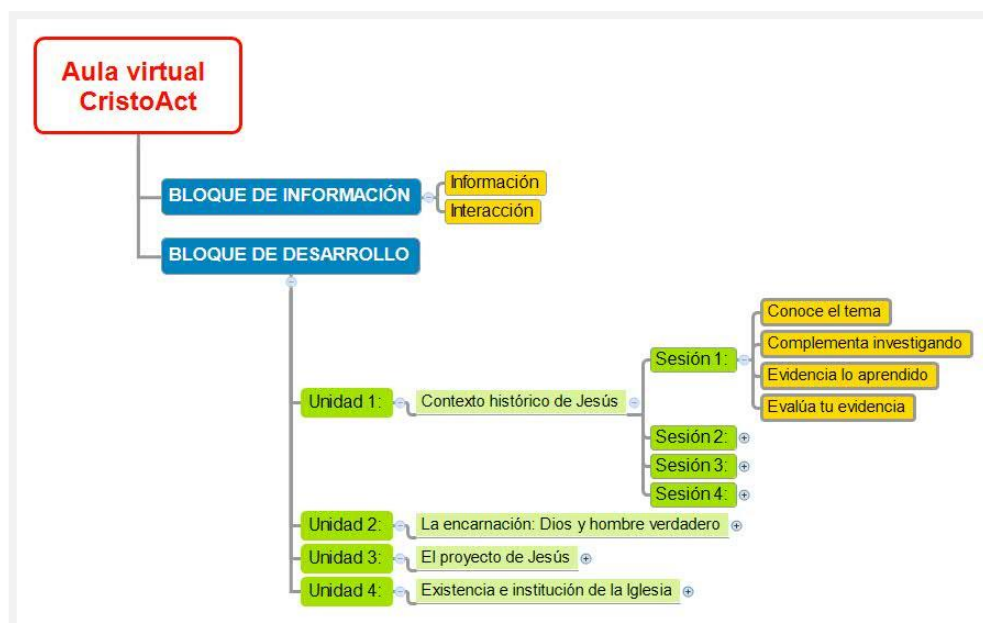 Aula virtual
CristoAct
BLOQUE DE INFORMACIÓN
Información
Interacción
BLOQUE DE DESARROLLO
Unidad 1:
Contexto histórico de Jesús
Sesión 1:
Conoce el tema
Complementa investigando
Evidencia lo aprendido
Evalúa tu evidencia
Sesión 2:
Sesión 3:
Sesión 4:
Unidad 2:
La encarnación: Dios y hombre verdadero
Unidad 3:
El proyecto de Jesús
Unidad 4:
Existencia e institución de la Iglesia